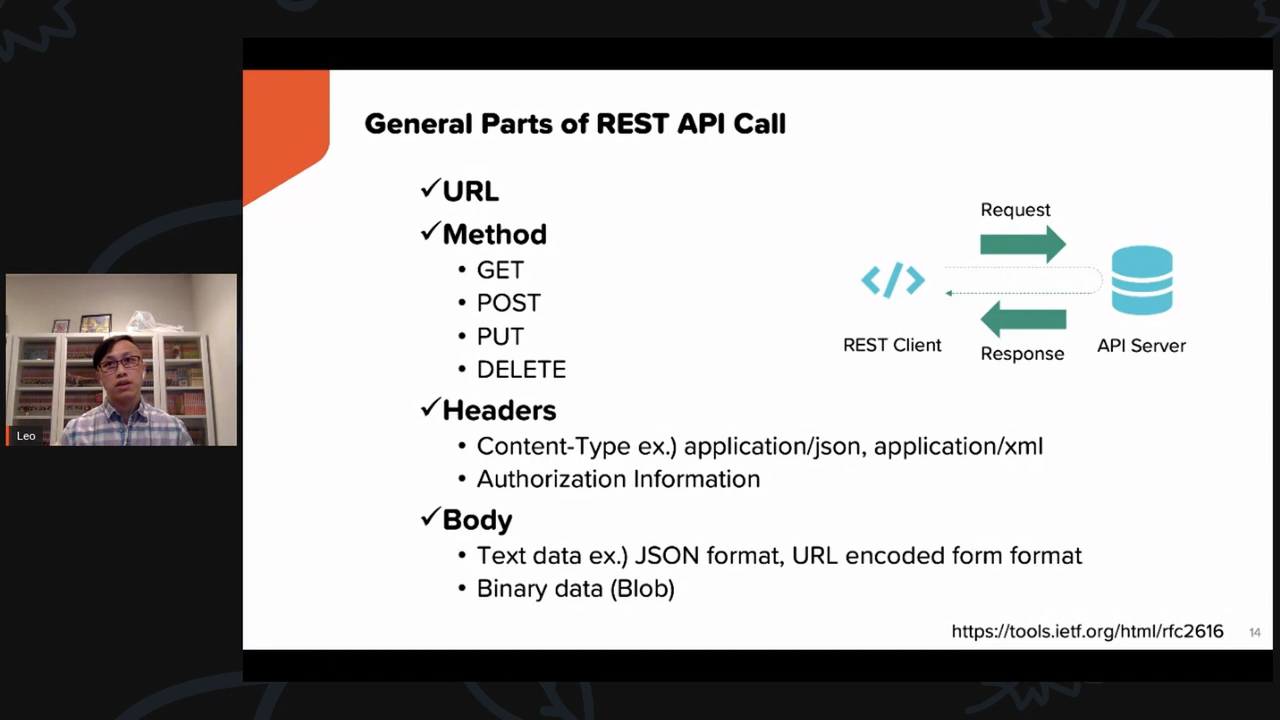 General Parts of REST API Call
✓URL
✓Method
• GET
• POST
• PUT
• DELETE
✓Headers
• Content-Type ex.) application/json, application/xml
• Authorization Information
✓Body
• Text data ex.) JSON format, URL encoded form format
• Binary data (Blob)
Request
REST Client
Response
API Server
https://tools.ietf.org/html/rfc2616
14
Leo